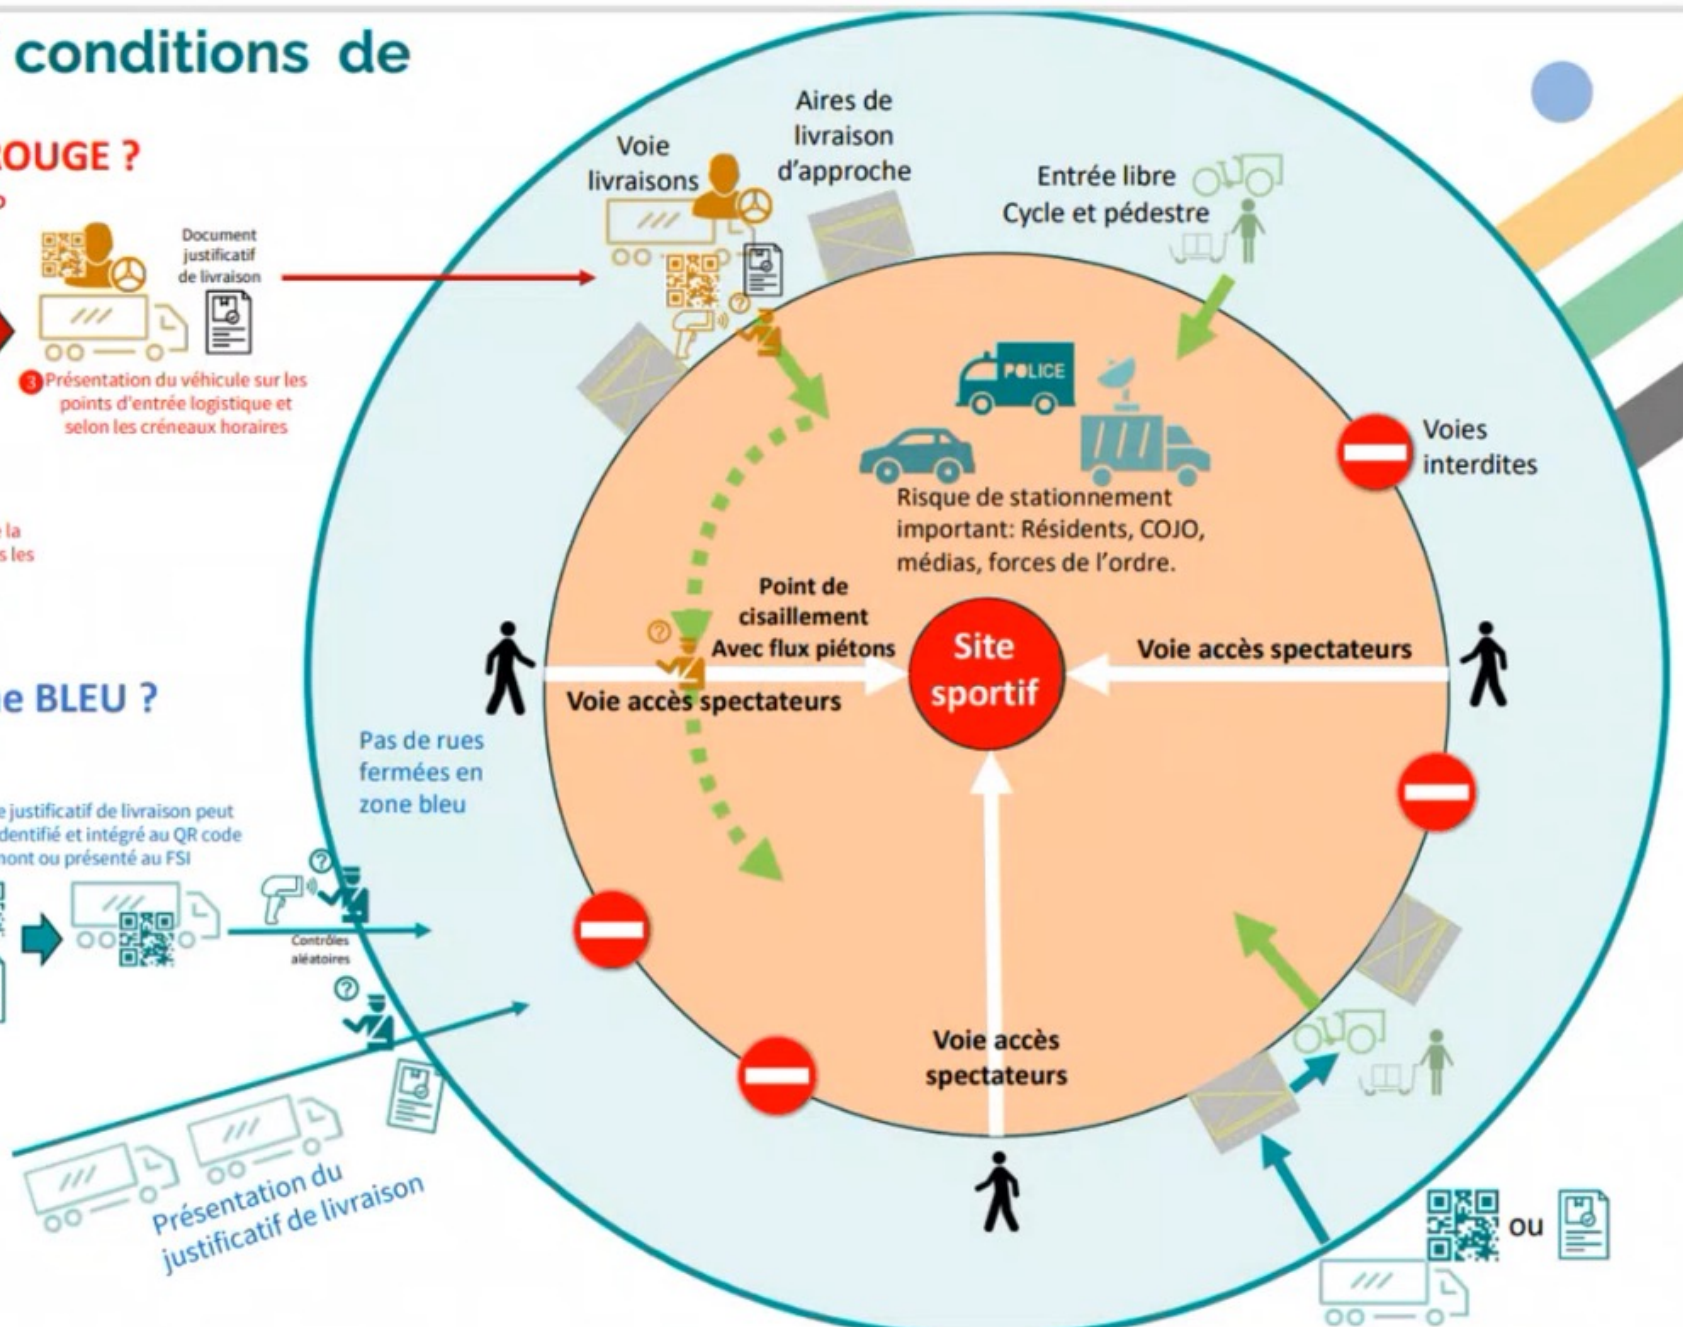 conditions de
ROUGE ?
Document
justificatif
de livraison
3 Présentation du véhicule sur les
points d'entrée logistique et
selon les créneaux horaires
la
les
BLEU ?
justificatif de livraison peut
identifié et intégré au QR code
ou présenté au FSI
Contrôles
aléatoires
Présentation du
justificatif de livraison
Voie
livraisons
Aires de
livraison
d'approche
Entrée libre
Cycle et pédestre
POLICE
Voies
interdites
Risque de stationnement
important: Résidents, COJO,
médias, forces de l'ordre.
Point de
cisaillement
Avec flux piétons
Voie accès spectateurs
Site
sportif
Voie accès spectateurs
Pas de rues
fermées en
zone bleu
Voie accès
spectateurs
ou